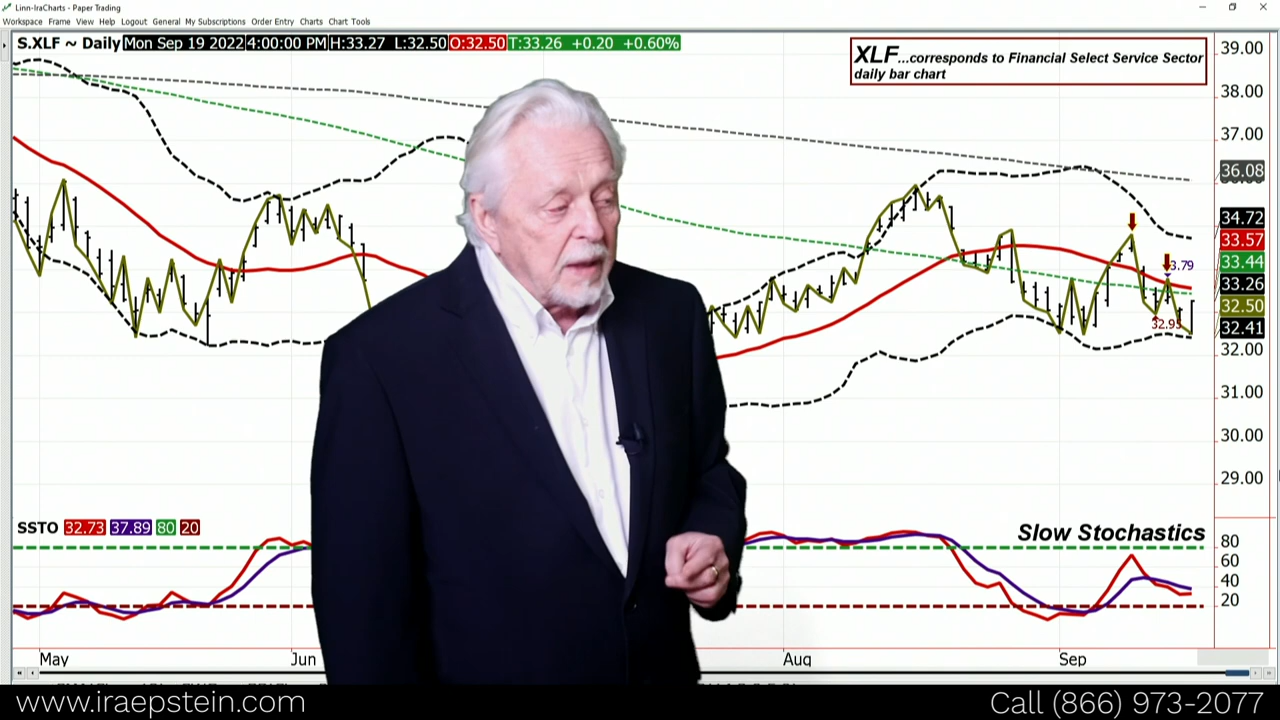 Linn-IraCharts - Paper Trading
Workspace Frame View Help Logout General My Subscriptions Order Entry Charts Chart Tools
S.XLF ~ Daily Mon Sep 19 2022 4:00:00 PM H:33.27 L:32.50 O:32.50 T:33.26 +0.20 +0.60%
XLF...corresponds to Financial Select Service Sector
daily bar chart
39.00
38.00
37.00
36.08
34.72
33.57
33.44
33.26
32.50
32.41
32.00
31.00
30.00
29.00
3.79
32.95
SSTO 32.73 37.89 80 20
Slow Stochastics
80
60
40
20
May Jun Aug Sep
www.iraepstein.com Call (866) 973-2077